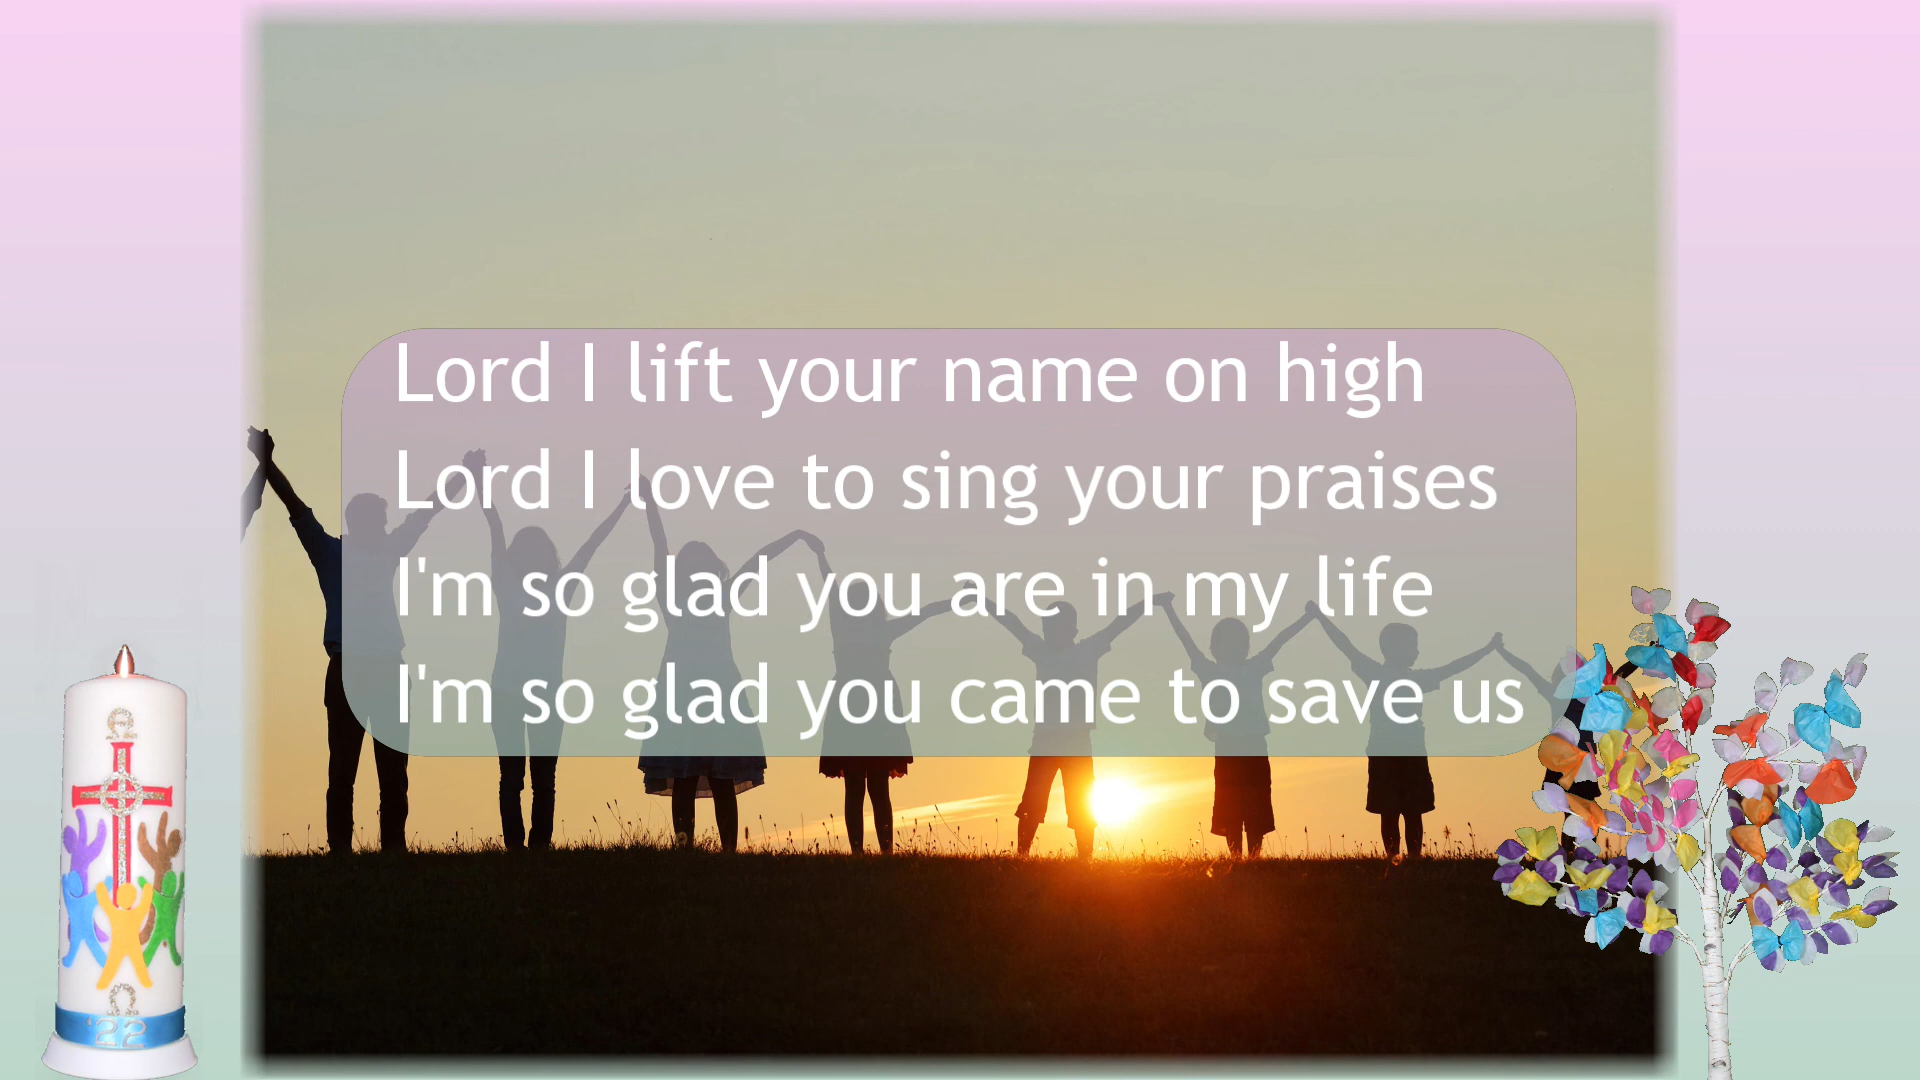 Lord I lift your name on high
Lord I love to sing your praises
I'm so glad you are in my life
I'm so glad you came to save us
'22